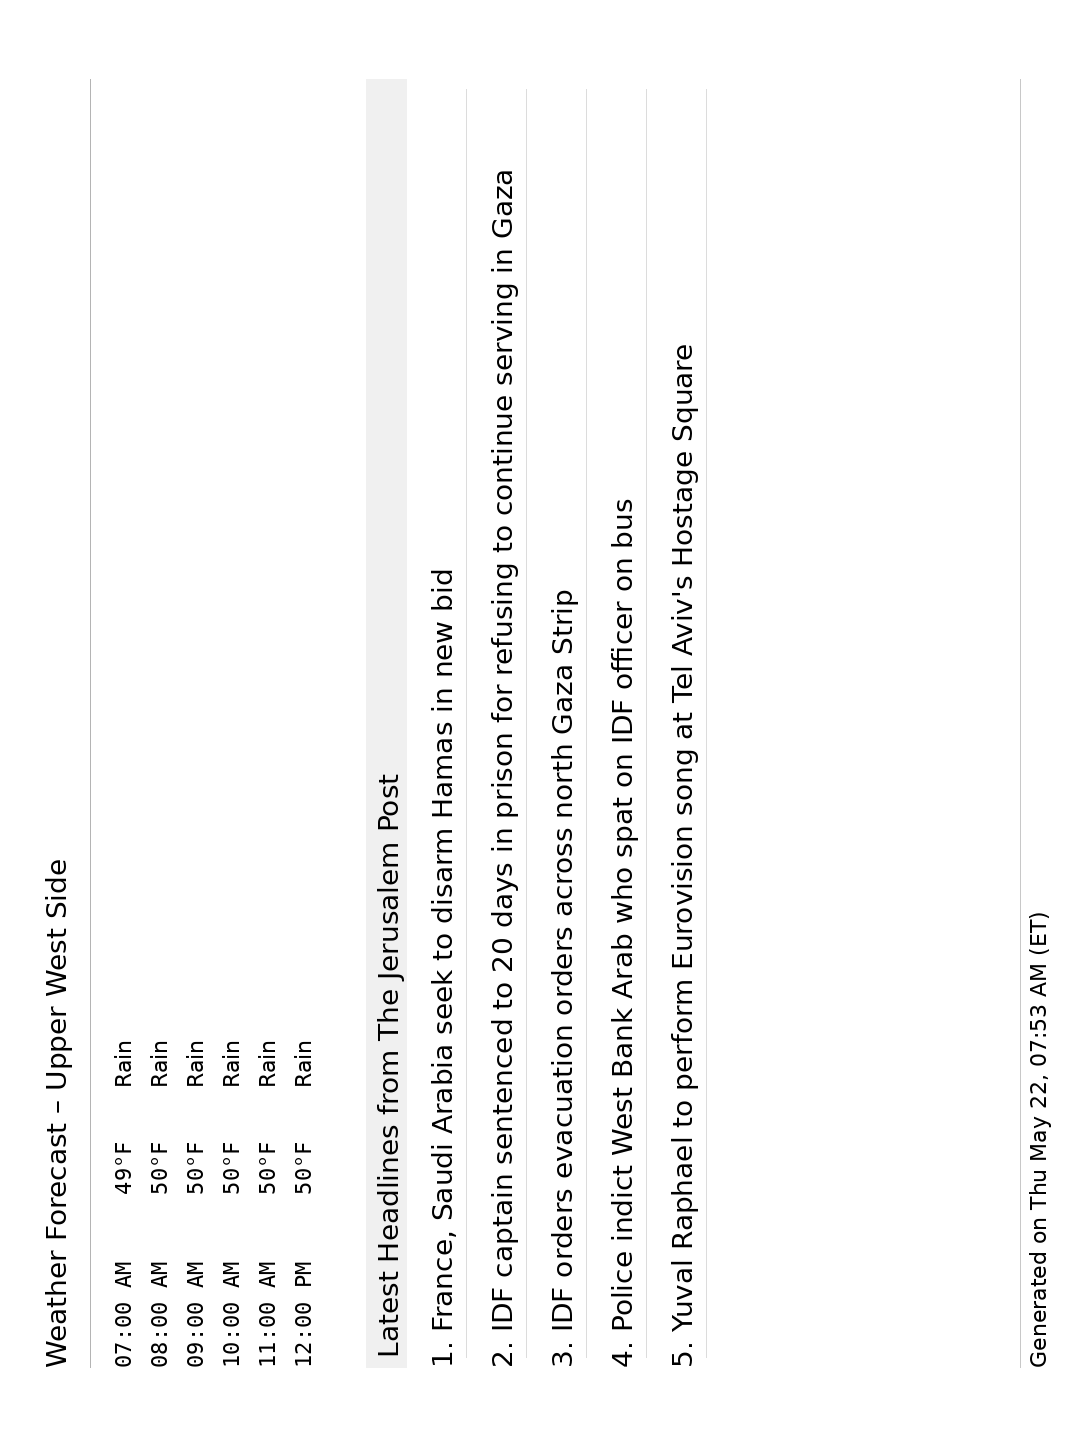 Weather Forecast – Upper West Side
07:00 AM 49°F Rain
08:00 AM 50°F Rain
09:00 AM 50°F Rain
10:00 AM 50°F Rain
11:00 AM 50°F Rain
12:00 PM 50°F Rain
Latest Headlines from The Jerusalem Post
1. France, Saudi Arabia seek to disarm Hamas in new bid
2. IDF captain sentenced to 20 days in prison for refusing to continue serving in Gaza
3. IDF orders evacuation orders across north Gaza Strip
4. Police indict West Bank Arab who spat on IDF officer on bus
5. Yuval Raphael to perform Eurovision song at Tel Aviv's Hostage Square
Generated on Thu May 22, 07:53 AM (ET)